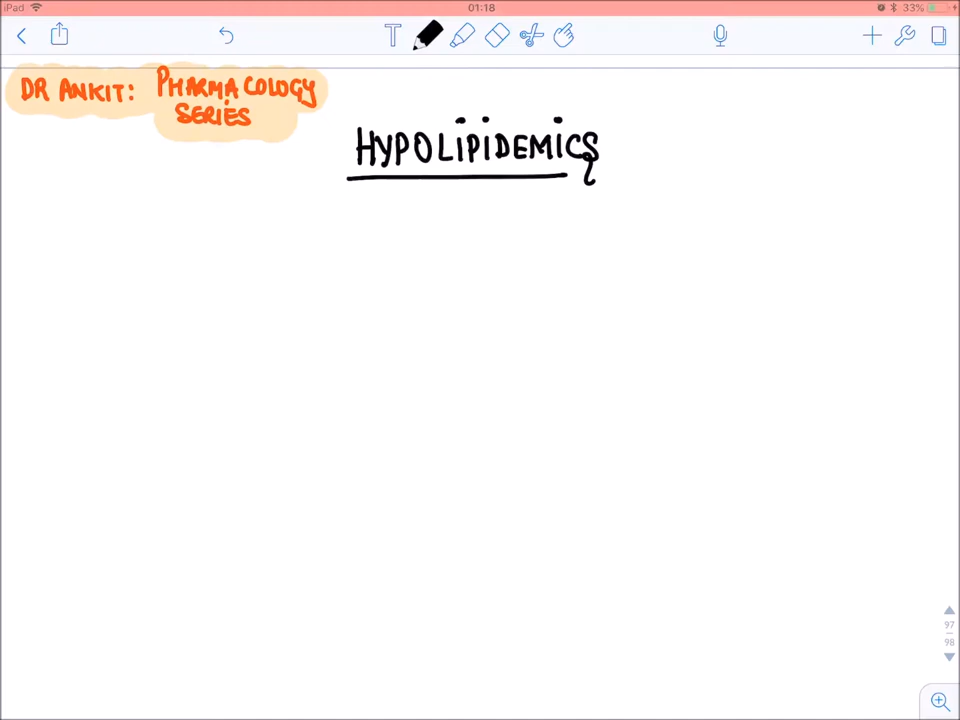 iPad 01:18 33%
DR ANKIT: PHARMACOLOGY
SERIES
HYPOLIPIDEMICS
T
97
98